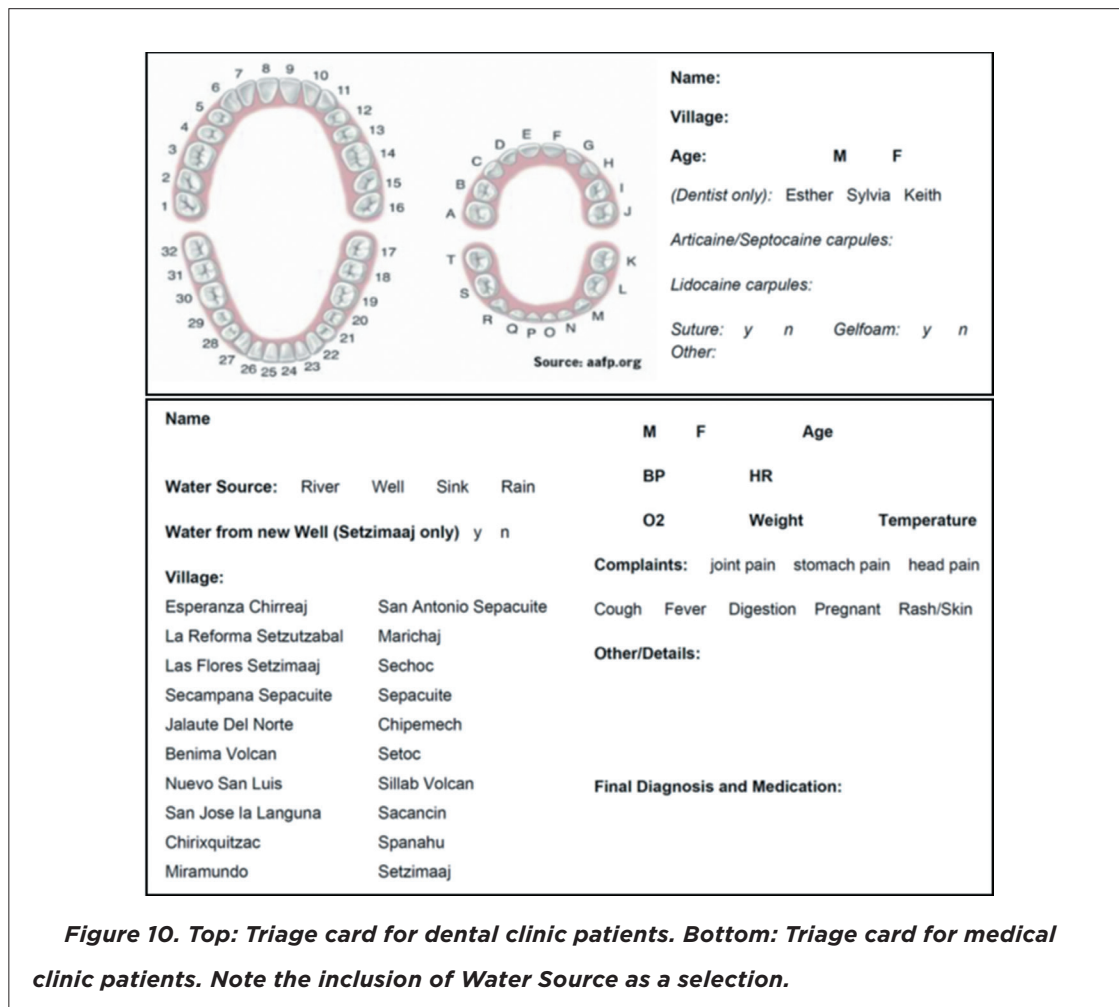 7 8 9 10
6 11
5 12
4 13
3 14
2 15
1 16
32 17
31 18
30 19
29 20
28 21
27 22
26 25 24 23
E F
D G
C H
B I
A J
T K
S L
R M
Q P O N
Source: aafp.org
Name:
Village:
Age: M F
(Dentist only): Esther Sylvia Keith
Articaine/Septocaine carpules:
Lidocaine carpules:
Suture: y n Gelfoam: y n
Other:
Name
Water Source: River Well Sink Rain
Water from new Well (Setzimaaj only) y n
Village:
Esperanza Chirreaj San Antonio Sepacuite
La Reforma Setzutzabal Marichaj
Las Flores Setzimaaj Sechoc
Secampana Sepacuite Sepacuite
Jalaute Del Norte Chipemech
Benima Volcan Setoc
Nuevo San Luis Sillab Volcan
San Jose la Languna Sacancin
Chirixquitzac Spanahu
Miramundo Setzimaaj
M F Age
BP HR
O2 Weight Temperature
Complaints: joint pain stomach pain head pain
Cough Fever Digestion Pregnant Rash/Skin
Other/Details:
Final Diagnosis and Medication:
Figure 10. Top: Triage card for dental clinic patients. Bottom: Triage card for medical
clinic patients. Note the inclusion of Water Source as a selection.